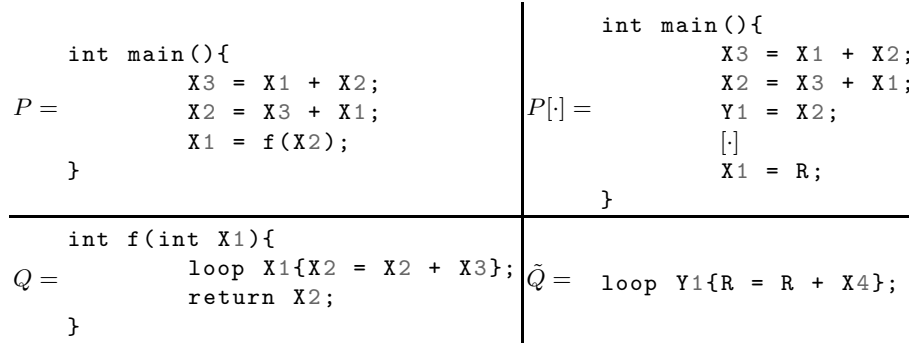 P =
int main(){
X3 = X1 + X2;
X2 = X3 + X1;
X1 = f(X2);
}
P[·] =
int main(){
X3 = X1 + X2;
X2 = X3 + X1;
Y1 = X2;
[·]
X1 = R;
}
Q =
int f(int X1){
loop X1{X2 = X2 + X3};
return X2;
}
Q̃ =
loop Y1{R = R + X4};